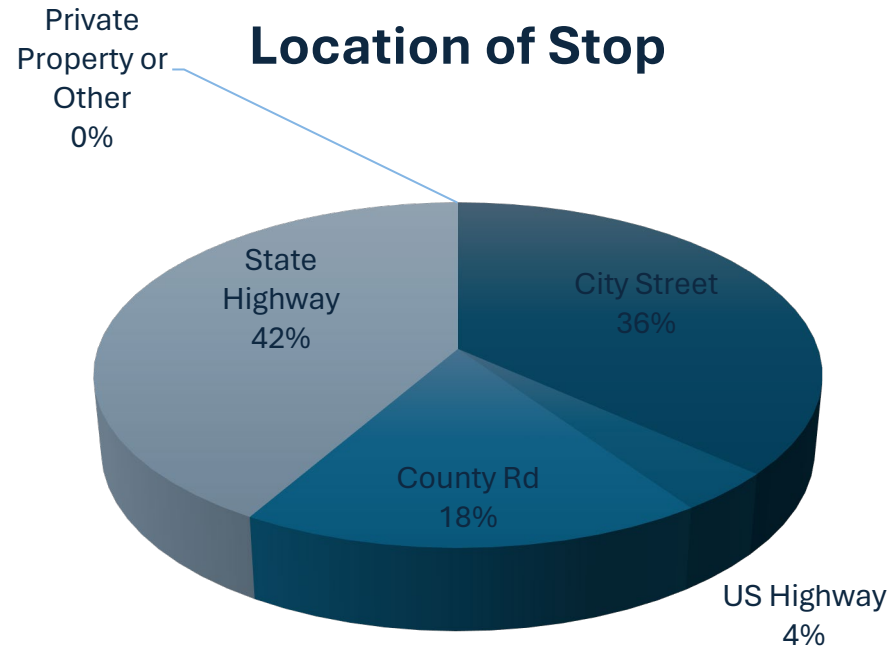 Location of Stop
Private
Property or
Other
0%
State
Highway
42%
City Street
36%
County Rd
18%
US Highway
4%